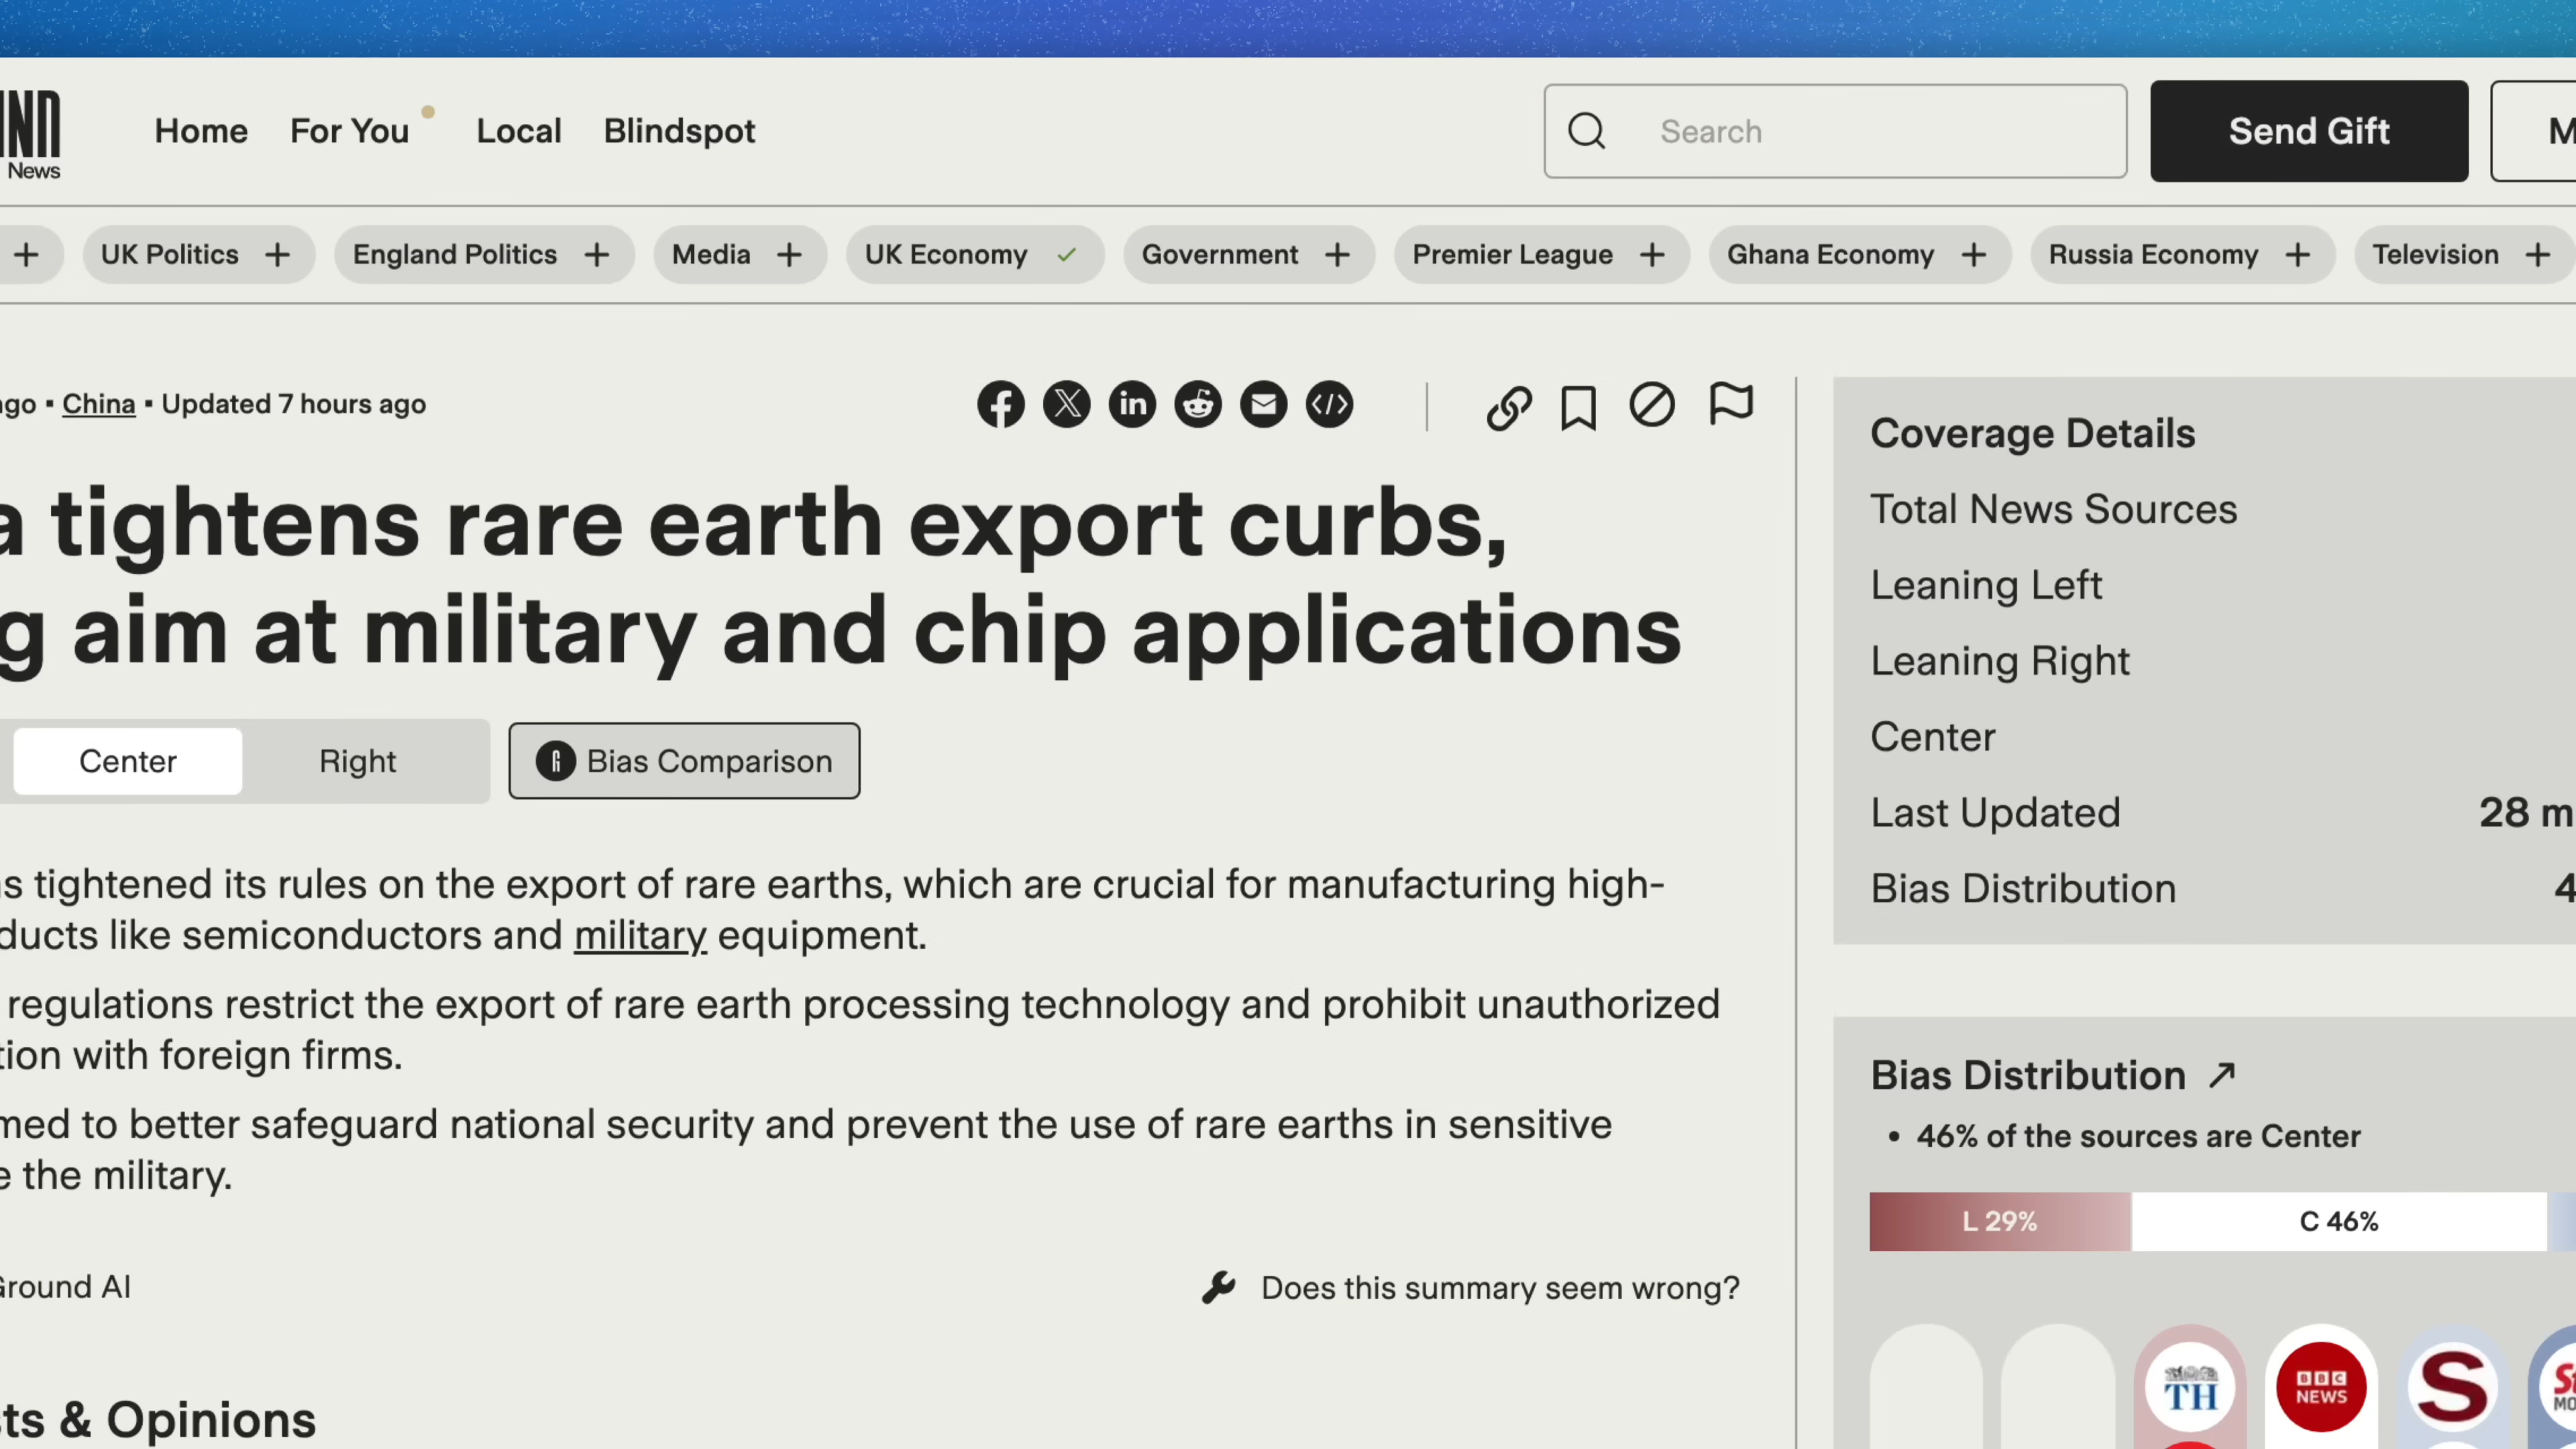 News
Home For You Local Blindspot
Search
Send Gift
UK Politics + England Politics + Media + UK Economy ✓ Government + Premier League + Ghana Economy + Russia Economy + Television +
China ▪ Updated 7 hours ago
tightens rare earth export curbs,
aim at military and chip applications
Center Right Bias Comparison
tightened its rules on the export of rare earths, which are crucial for manufacturing high-
like semiconductors and military equipment.
regulations restrict the export of rare earth processing technology and prohibit unauthorized
with foreign firms.
to better safeguard national security and prevent the use of rare earths in sensitive
the military.
Ground AI
Does this summary seem wrong?
& Opinions
Coverage Details
Total News Sources
Leaning Left
Leaning Right
Center
Last Updated 28 m
Bias Distribution 4
Bias Distribution ↗
• 46% of the sources are Center
L 29% C 46%
TH
BBC
NEWS
S